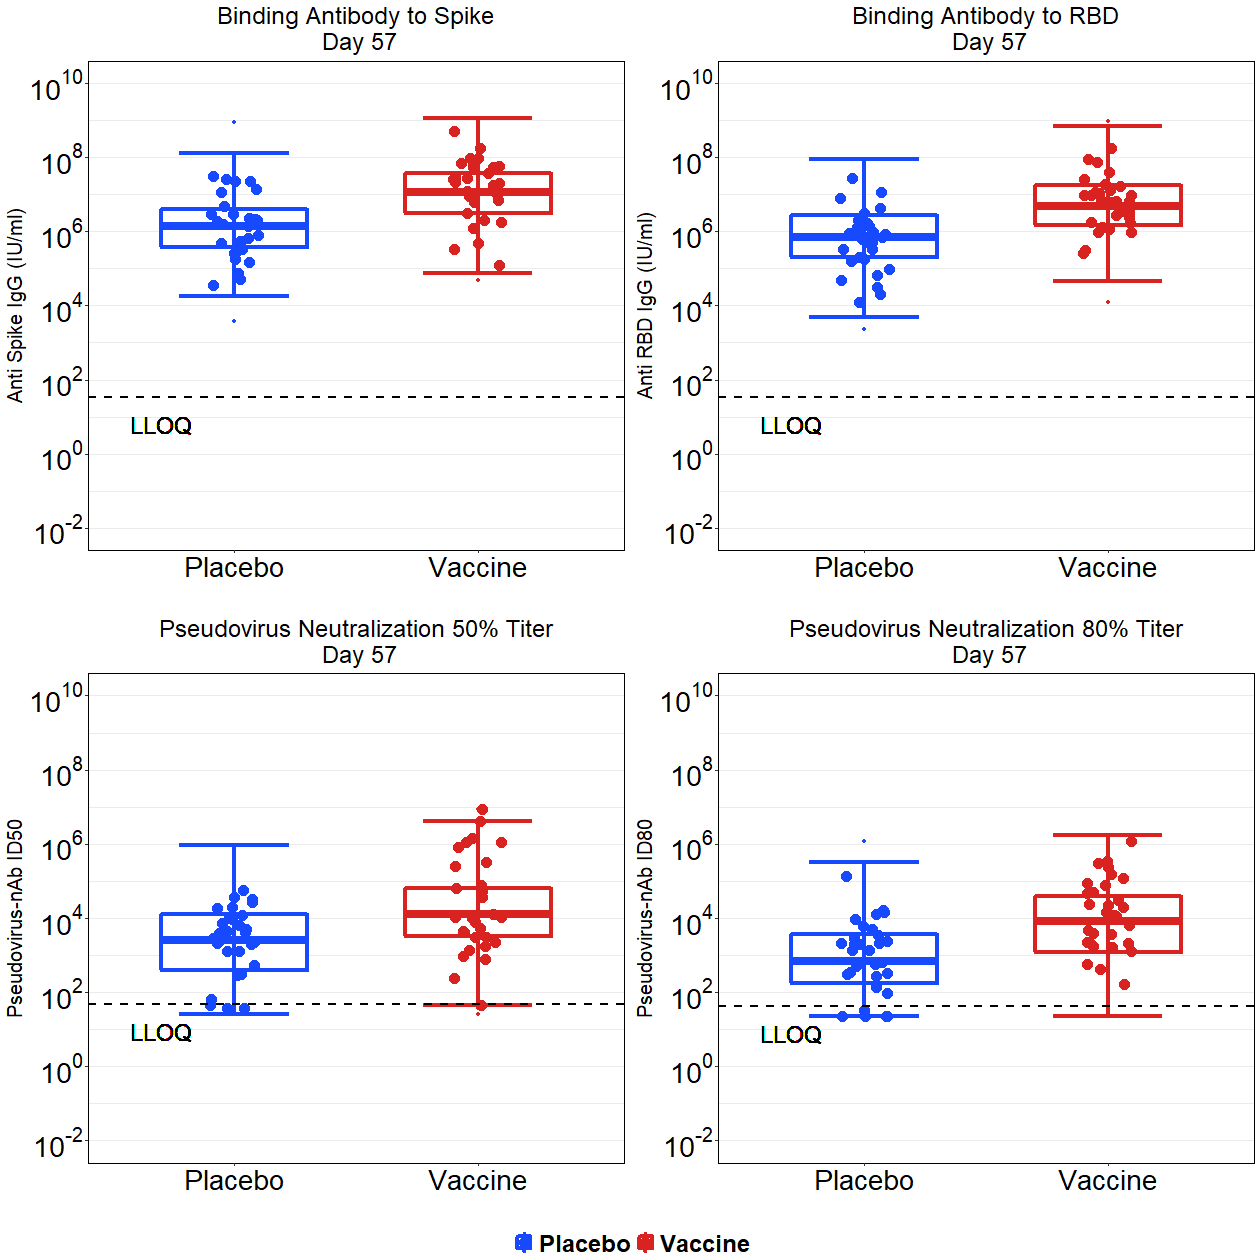 Binding Antibody to Spike
Day 57
Anti Spike IgG (IU/ml)
10^10
10^8
10^6
10^4
10^2
10^0
10^-2
LLOQ
Placebo Vaccine
Binding Antibody to RBD
Day 57
Anti RBD IgG (IU/ml)
10^10
10^8
10^6
10^4
10^2
10^0
10^-2
LLOQ
Placebo Vaccine
Pseudovirus Neutralization 50% Titer
Day 57
Pseudovirus-nAb ID50
10^10
10^8
10^6
10^4
10^2
10^0
10^-2
LLOQ
Placebo Vaccine
Pseudovirus Neutralization 80% Titer
Day 57
Pseudovirus-nAb ID80
10^10
10^8
10^6
10^4
10^2
10^0
10^-2
LLOQ
Placebo Vaccine
Placebo Vaccine